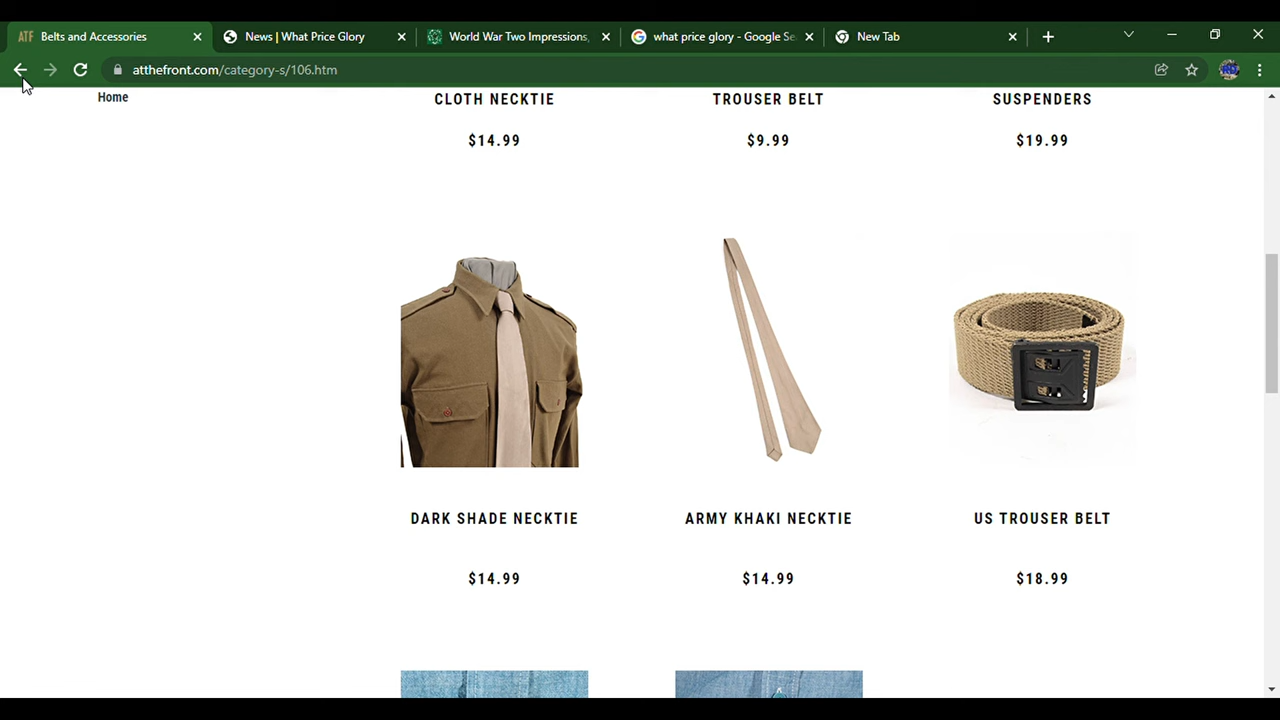 ATF Belts and Accessories
News | What Price Glory
World War Two Impressions,
what price glory - Google Se
New Tab
atthefront.com/category-s/106.htm
Home
CLOTH NECKTIE
TROUSER BELT
SUSPENDERS
$14.99
$9.99
$19.99
DARK SHADE NECKTIE
ARMY KHAKI NECKTIE
US TROUSER BELT
$14.99
$14.99
$18.99